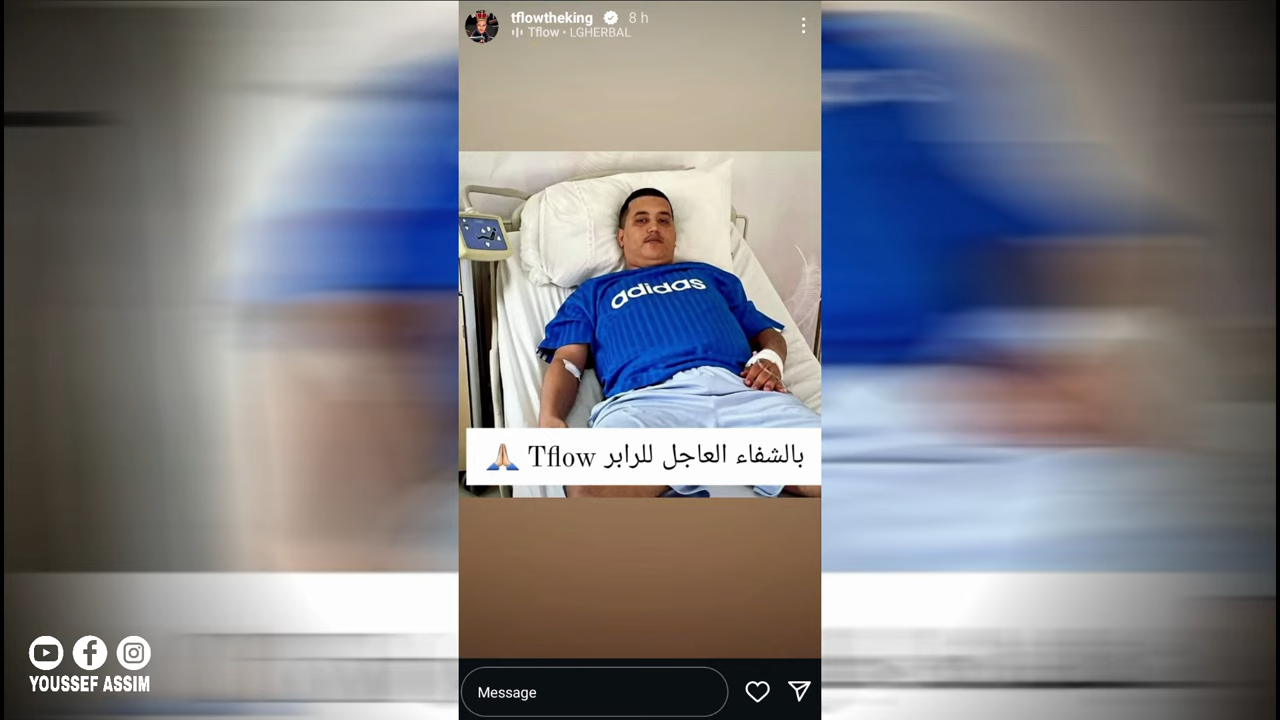 tflowtheking 8 h
Tflow • LGHERBAL
adidas
بالشفاء العاجل للرابر Tflow 🙏🏼
Message
YOUSSEF ASSIM